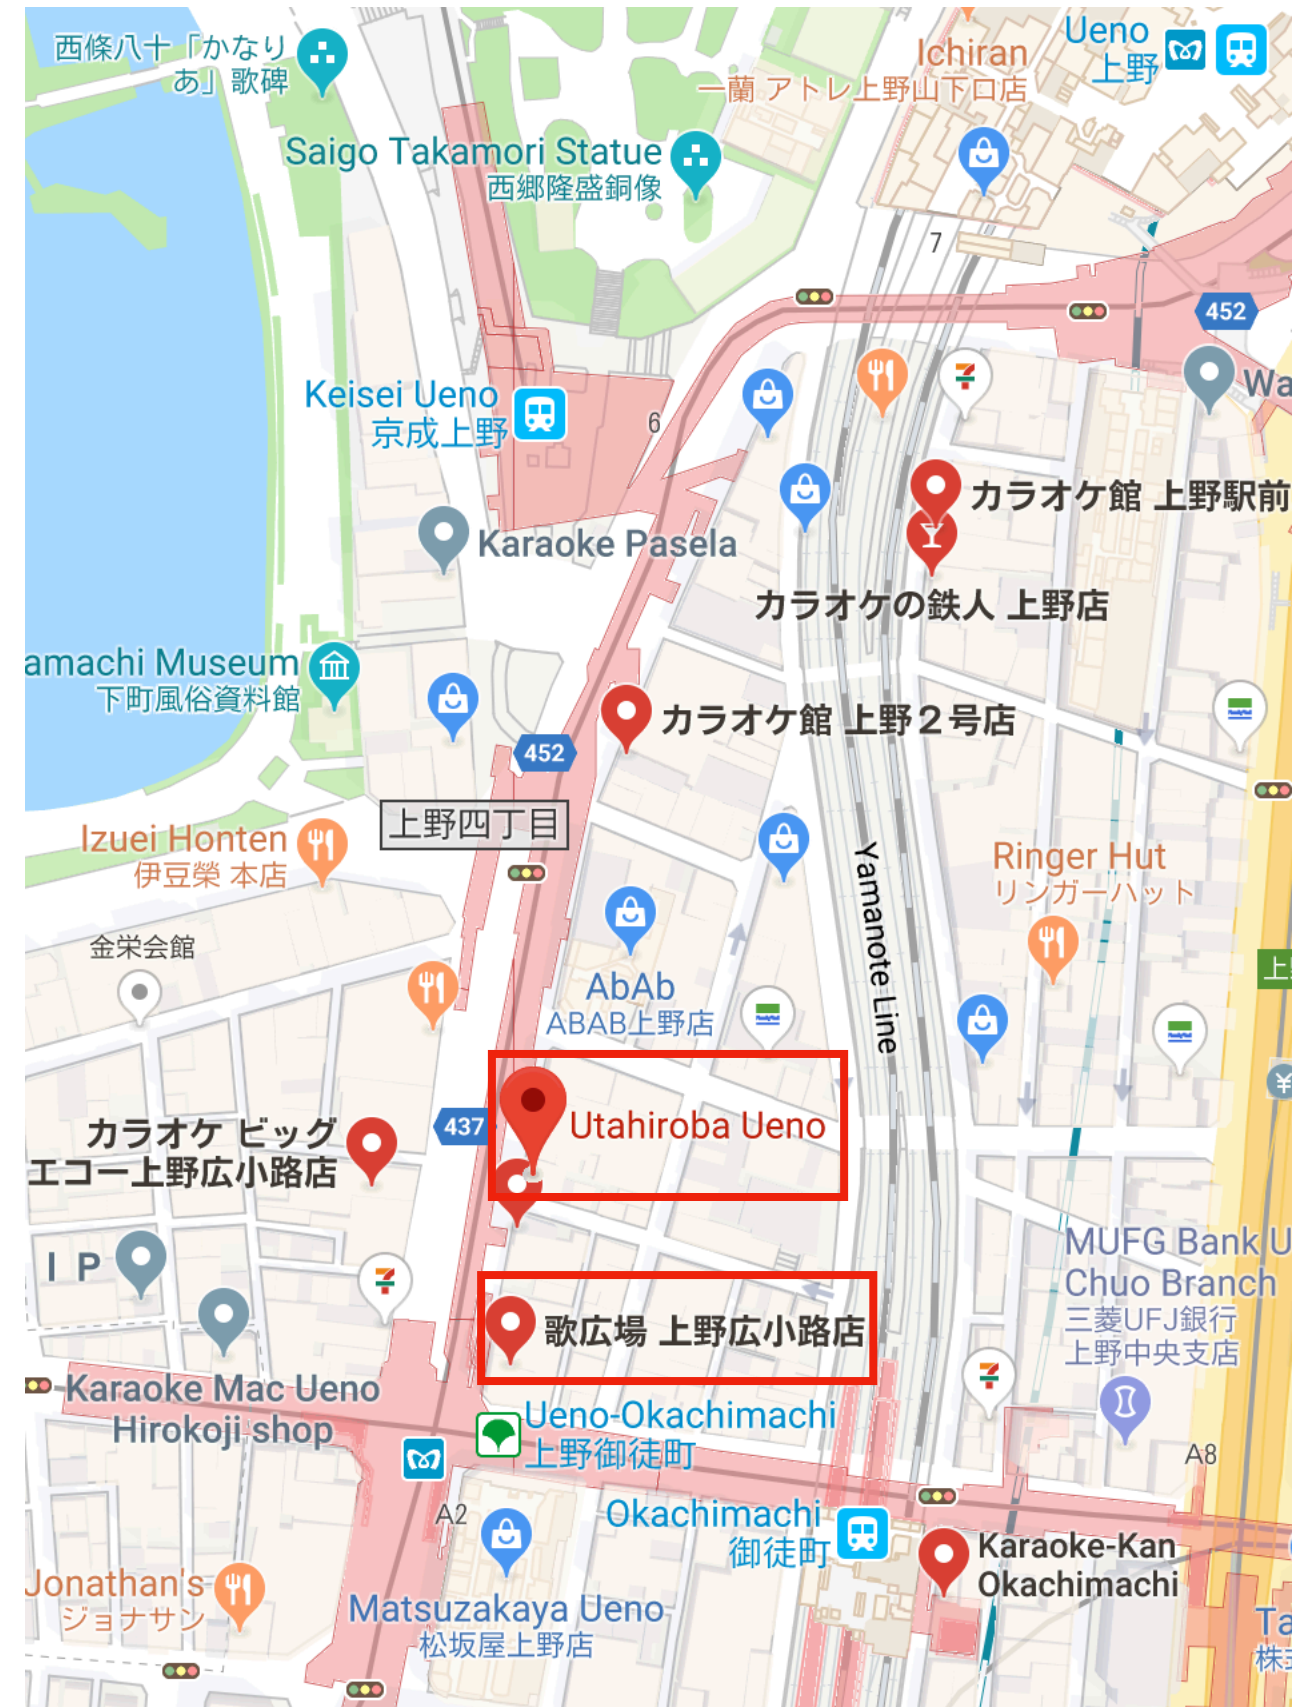 西條八十「かなり
あ」歌碑
Ueno
上野
Ichiran
一蘭 アトレ上野山下口店
Saigo Takamori Statue
西郷隆盛銅像
7
452
Keisei Ueno
京成上野
6
Wa
カラオケ館 上野駅前
Karaoke Pasela
カラオケの鉄人 上野店
amachi Museum
下町風俗資料館
カラオケ館 上野２号店
452
上野四丁目
Izuei Honten
伊豆榮 本店
Yamanote Line
Ringer Hut
リンガーハット
金栄会館
上
AbAb
ABAB上野店
437
Utahiroba Ueno
カラオケ ビッグ
エコー上野広小路店
I P
MUFG Bank U
Chuo Branch
三菱UFJ銀行
上野中央支店
歌広場 上野広小路店
Karaoke Mac Ueno
Hirokoji shop
Ueno-Okachimachi
上野御徒町
A8
A2
Okachimachi
御徒町
Karaoke-Kan
Okachimachi
Jonathan's
ジョナサン
Matsuzakaya Ueno
松坂屋上野店
Ta
株式